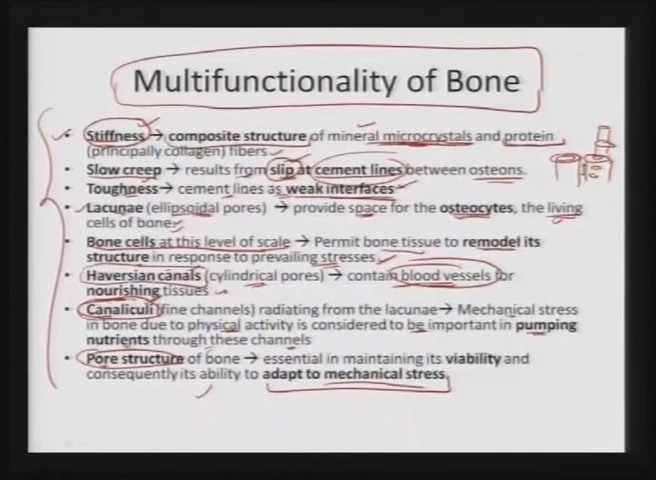 Multifunctionality of Bone
• Stiffness → composite structure of mineral microcrystals and protein
(principally collagen) fibers
• Slow creep → results from slip at cement lines between osteons.
• Toughness → cement lines as weak interfaces
• Lacunae (ellipsoidal pores) → provide space for the osteocytes, the living
cells of bone
• Bone cells at this level of scale → Permit bone tissue to remodel its
structure in response to prevailing stresses
• Haversian canals (cylindrical pores) → contain blood vessels for
nourishing tissues
• Canaliculi (fine channels) radiating from the lacunae→ Mechanical stress
in bone due to physical activity is considered to be important in pumping
nutrients through these channels
• Pore structure of bone → essential in maintaining its viability and
consequently its ability to adapt to mechanical stress